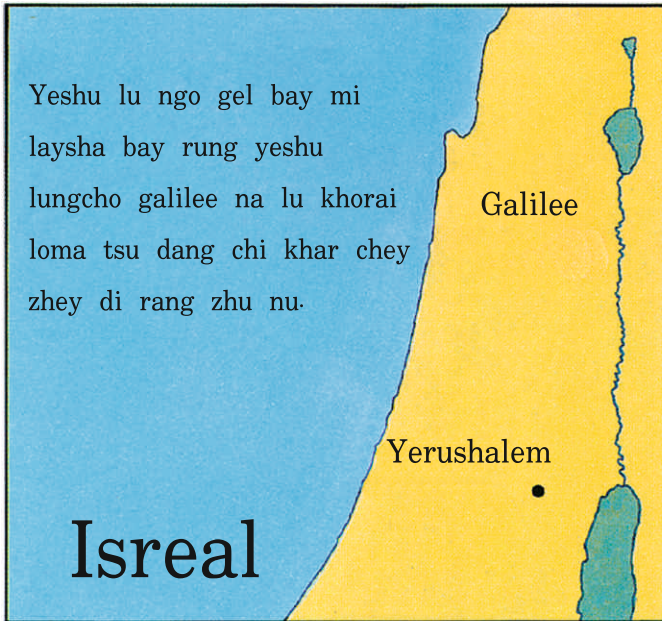 Yeshu lu ngo gel bay mi
laysha bay rung yeshu
lungcho galilee na lu khorai
loma tsu dang chi khar chey
zhey di rang zhu nu.
Galilee
Yerushalem
Isreal